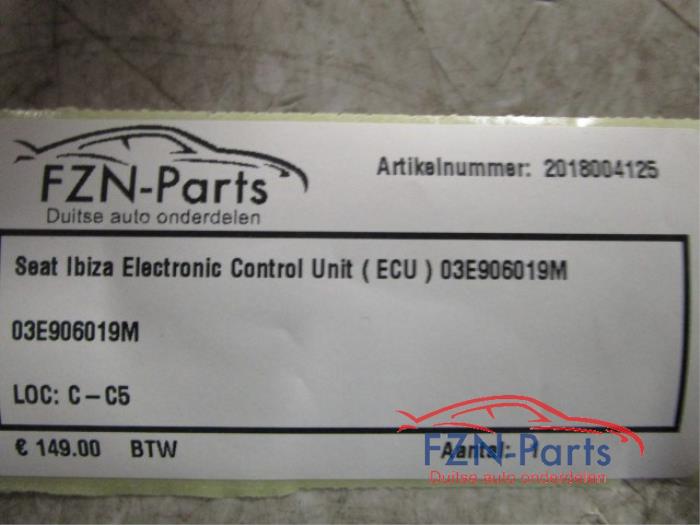 FZN-Parts
Duitse auto onderdelen
Artikelnummer: 2018004125
Seat Ibiza Electronic Control Unit ( ECU ) 03E906019M
03E906019M
LOC: C-C5
€ 149.00 BTW
Aantal: 1
FZN-Parts
Duitse auto onderdelen